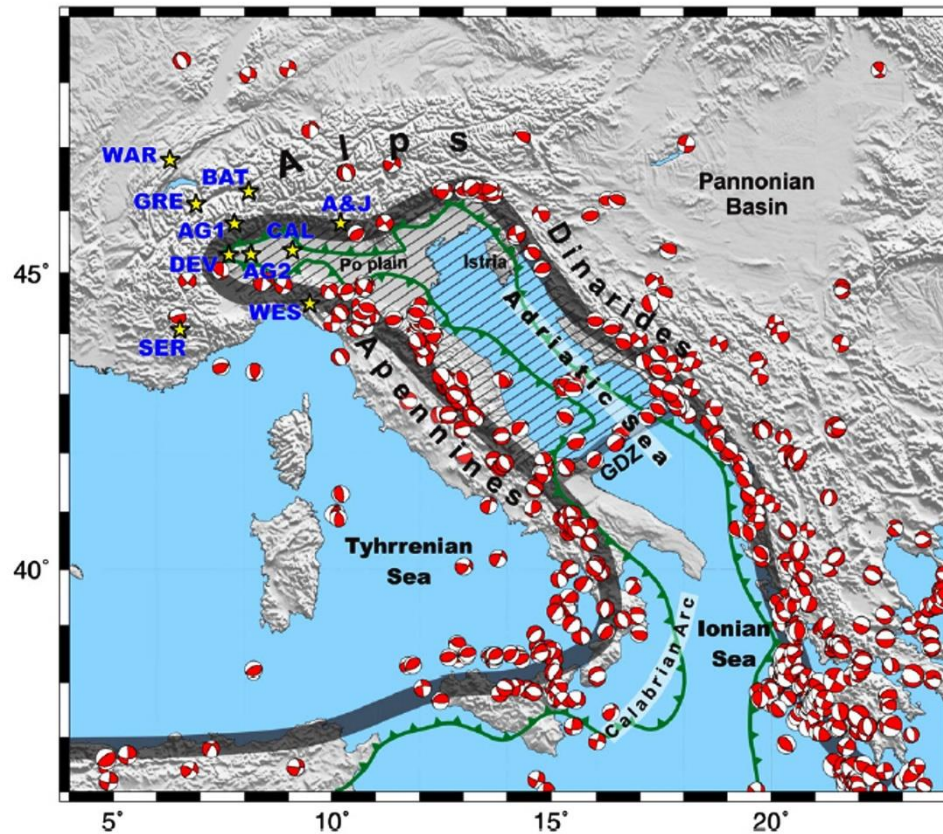 Alps
WAR
BAT
GRE
Pannonian
Basin
A&J
AG1
CAL
Dinarides
DEV
AG2
Po plain
Istria
45°
WES
Adriatic Sea
SER
Apennines
GDZ
Tyhrrenian
Sea
40°
Calabrian Arc
Ionian
Sea
5°
10°
15°
20°